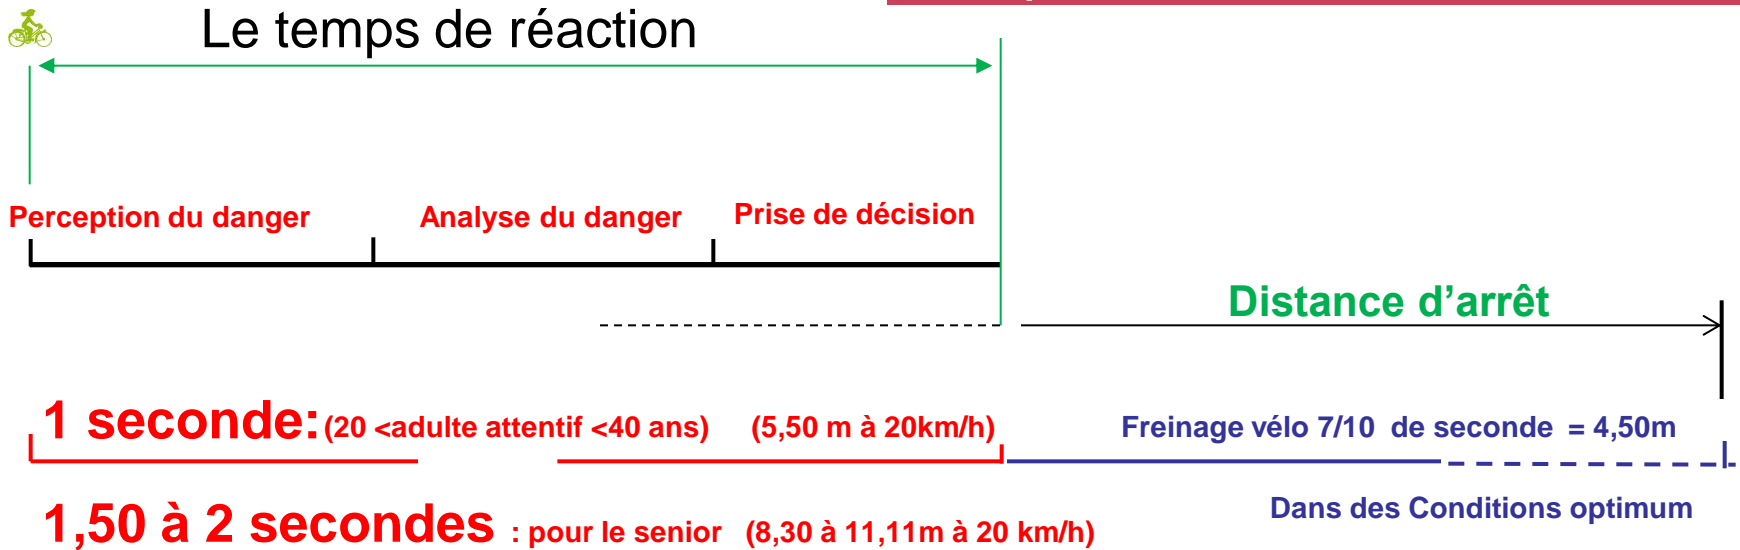 Le temps de réaction
Perception du danger
Analyse du danger
Prise de décision
Distance d’arrêt
1 seconde: (20 <adulte attentif <40 ans) (5,50 m à 20km/h)
Freinage vélo 7/10 de seconde = 4,50m
Dans des Conditions optimum
1,50 à 2 secondes : pour le senior (8,30 à 11,11m à 20 km/h)